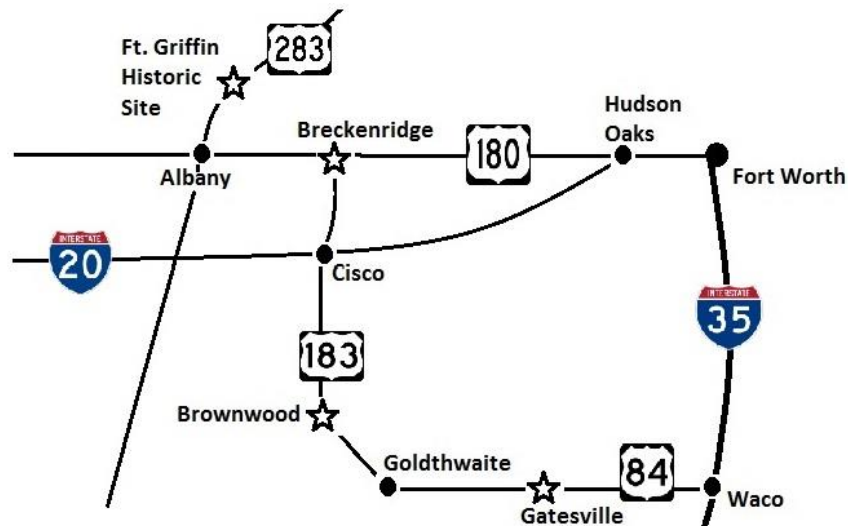 Ft. Griffin
Historic
Site
283
Breckenridge
180
Hudson
Oaks
Albany
Fort Worth
INTERSTATE
20
Cisco
INTERSTATE
35
183
Brownwood
Goldthwaite
84
Gatesville
Waco